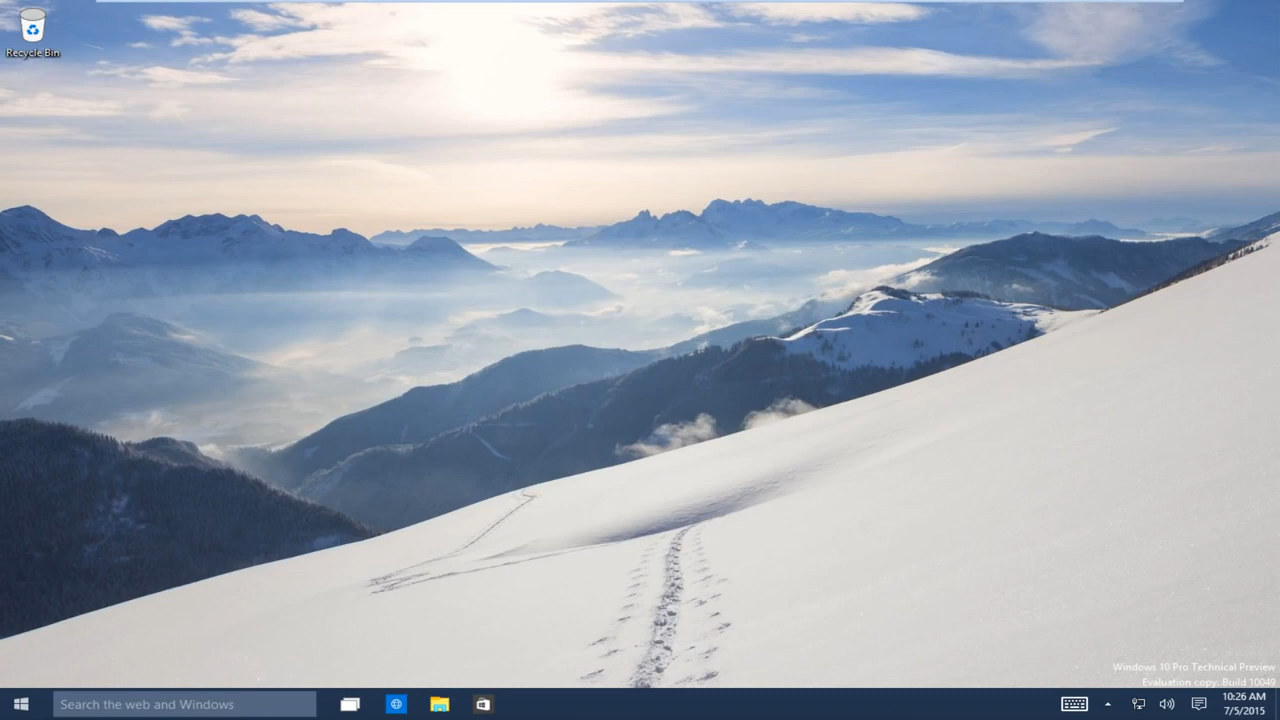 Recycle Bin
Windows 10 Pro Technical Preview
Evaluation copy. Build 10049
Search the web and Windows
10:26 AM
7/5/2015